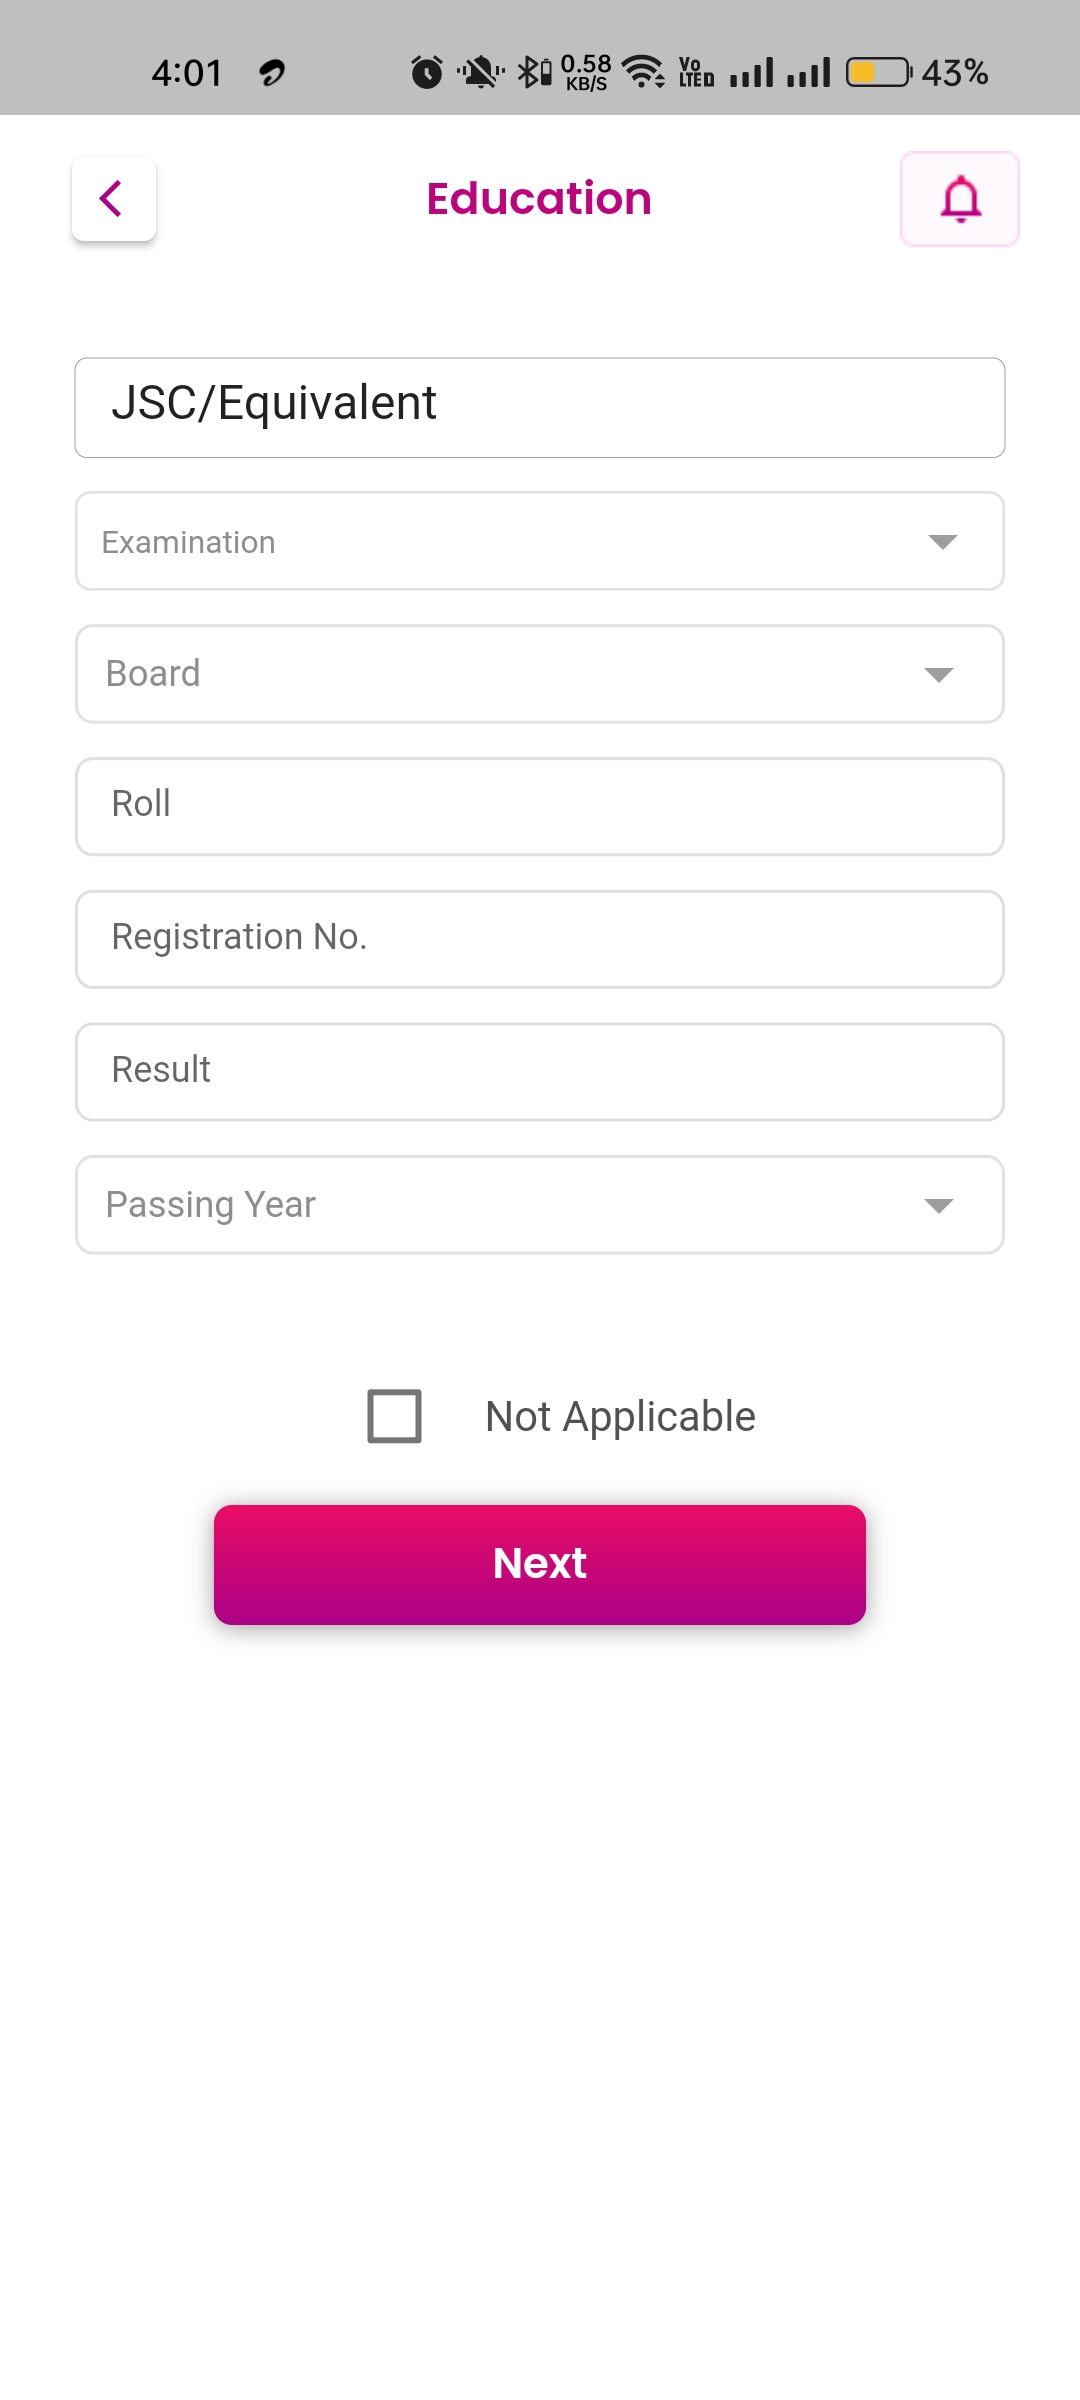 4:01 0.58 KB/S Vo LTE 43%
Education
JSC/Equivalent
Examination
Board
Roll
Registration No.
Result
Passing Year
Not Applicable
Next